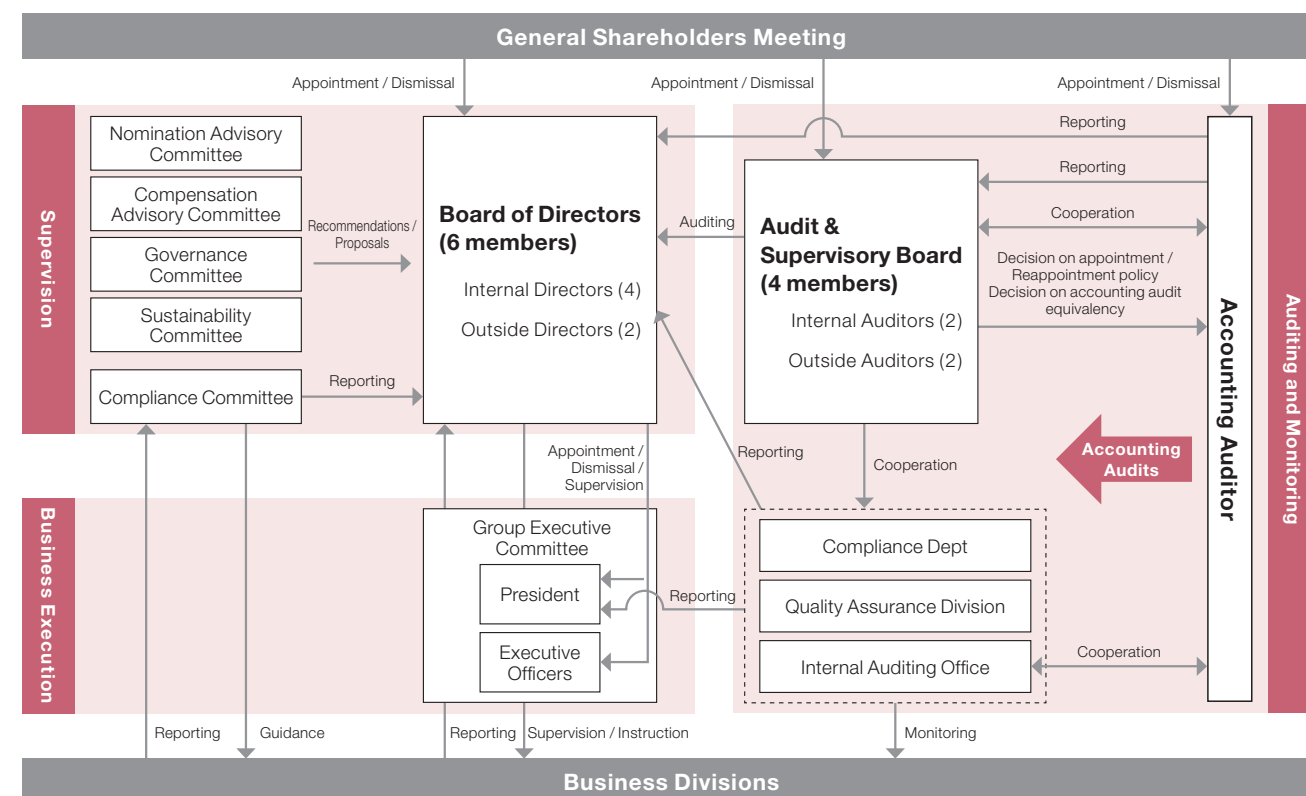 General Shareholders Meeting
Appointment / Dismissal
Appointment / Dismissal
Appointment / Dismissal
Supervision
Nomination Advisory
Committee
Compensation
Advisory Committee
Governance
Committee
Sustainability
Committee
Compliance Committee
Recommendations /
Proposals
Reporting
Board of Directors
(6 members)
Internal Directors (4)
Outside Directors (2)
Auditing
Audit &
Supervisory Board
(4 members)
Internal Auditors (2)
Outside Auditors (2)
Reporting
Reporting
Cooperation
Decision on appointment /
Reappointment policy
Decision on accounting audit
equivalency
Accounting Auditor
Auditing and Monitoring
Accounting
Audits
Appointment /
Dismissal /
Supervision
Reporting
Cooperation
Business Execution
Group Executive
Committee
President
Executive
Officers
Reporting
Compliance Dept
Quality Assurance Division
Internal Auditing Office
Cooperation
Reporting
Guidance
Reporting
Supervision / Instruction
Monitoring
Business Divisions